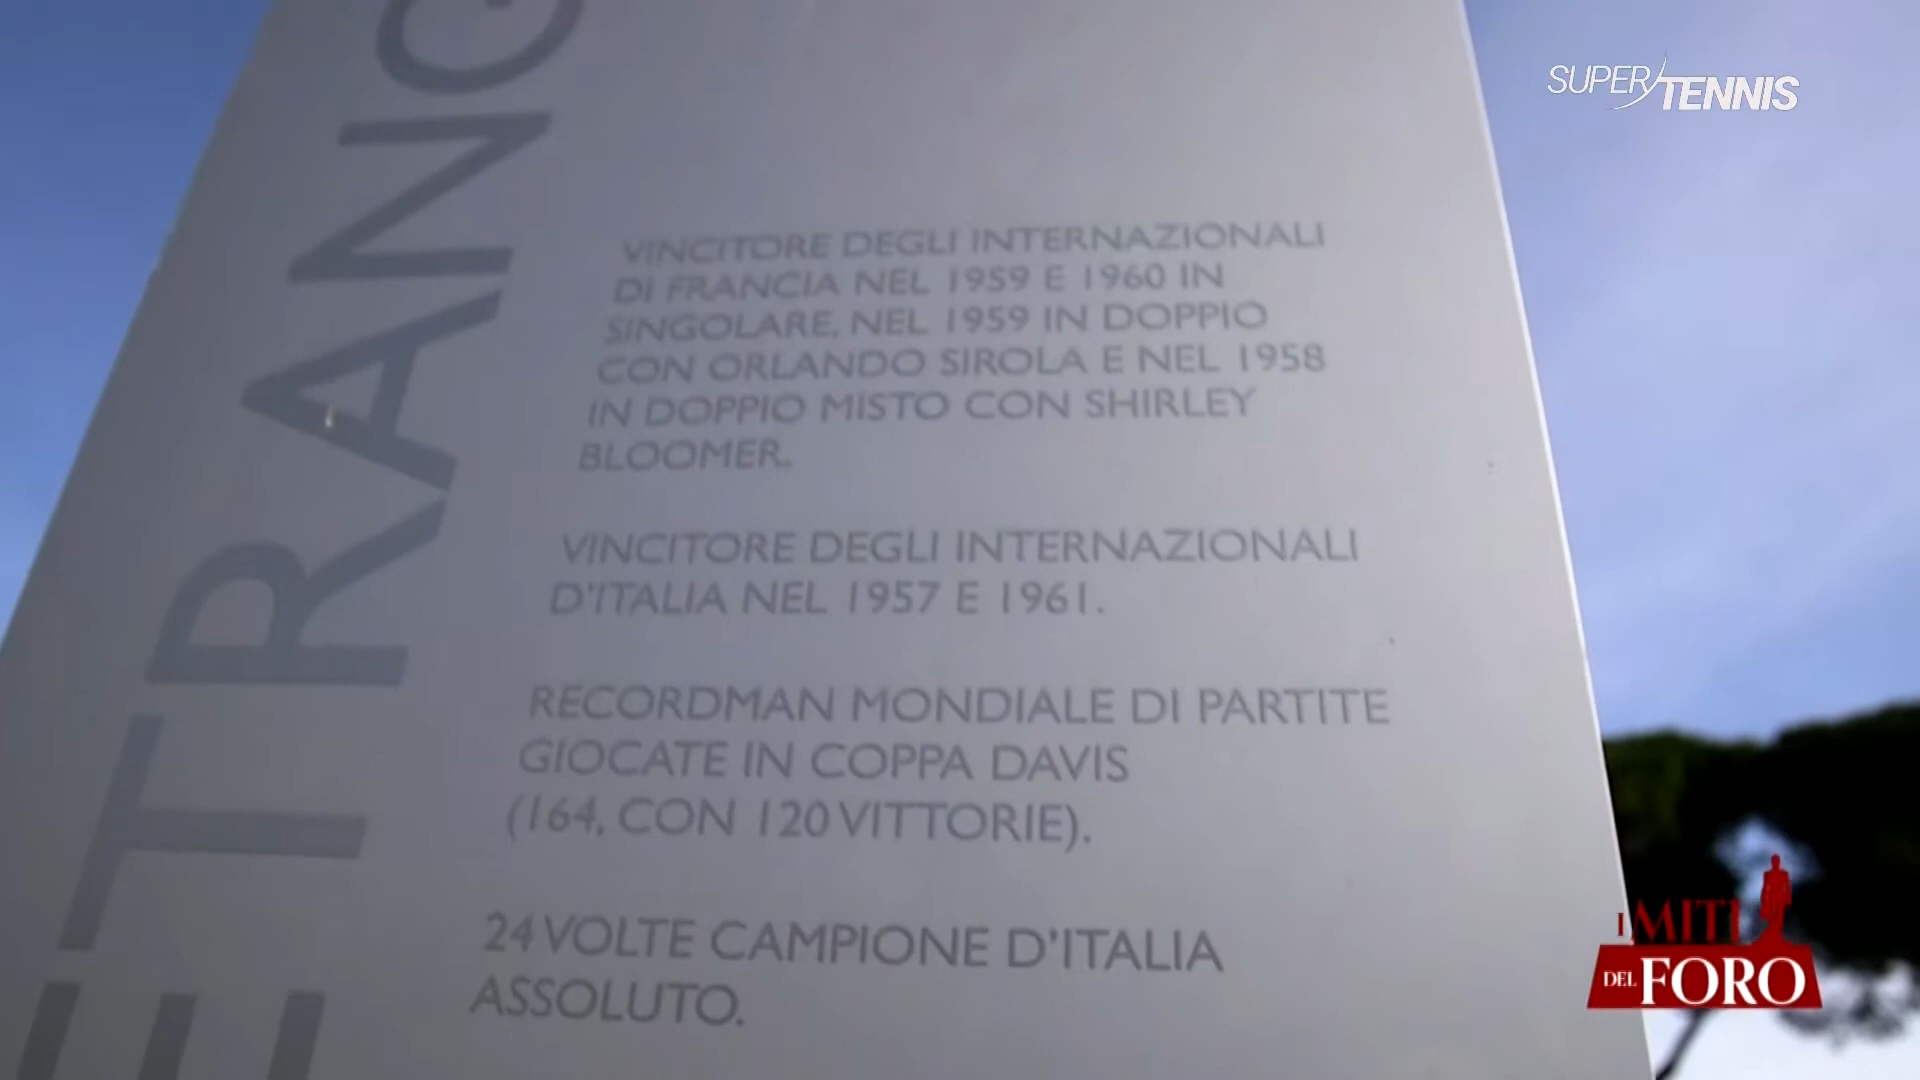 SUPER TENNIS
ETRANG
VINCITORE DEGLI INTERNAZIONALI
DI FRANCIA NEL 1959 E 1960 IN
SINGOLARE, NEL 1959 IN DOPPIO
CON ORLANDO SIROLA E NEL 1958
IN DOPPIO MISTO CON SHIRLEY
BLOOMER.
VINCITORE DEGLI INTERNAZIONALI
D'ITALIA NEL 1957 E 1961.
RECORDMAN MONDIALE DI PARTITE
GIOCATE IN COPPA DAVIS
(164, CON 120 VITTORIE).
24 VOLTE CAMPIONE D'ITALIA
ASSOLUTO.
I MITI
DEL FORO